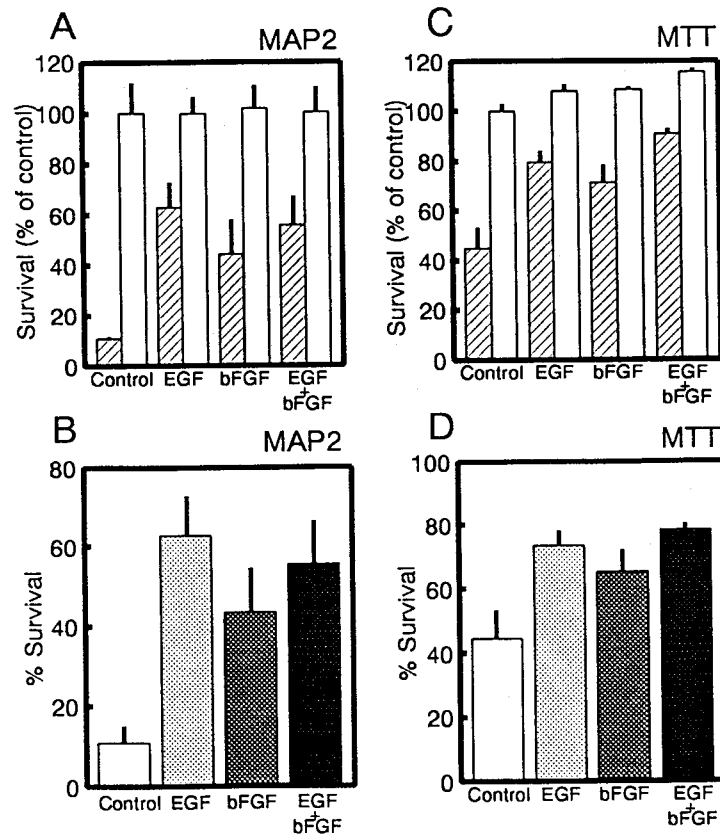 A
MAP2
Survival (% of control)
120
100
80
60
40
20
0
Control EGF bFGF EGF
+
bFGF
C
MTT
Survival (% of control)
120
100
80
60
40
20
0
Control EGF bFGF EGF
+
bFGF
B
MAP2
% Survival
80
60
40
20
0
Control EGF bFGF EGF
+
bFGF
D
MTT
% Survival
100
80
60
40
20
0
Control EGF bFGF EGF
+
bFGF